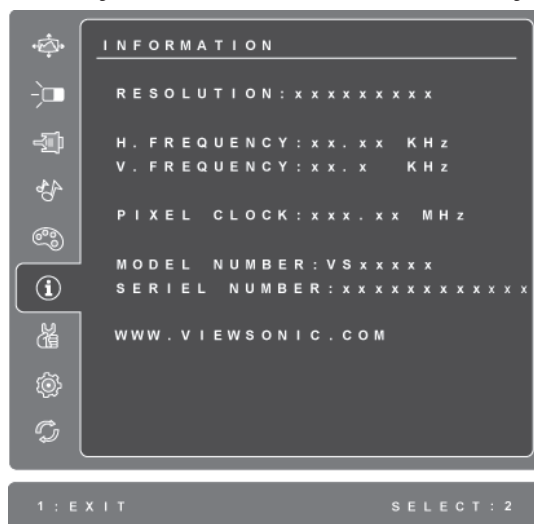 INFORMATION
RESOLUTION:xxxxxxxxx
H. FREQUENCY:xx.xx KHz
V. FREQUENCY:xx.x KHz
PIXEL CLOCK:xxx.xx MHz
MODEL NUMBER:VSxxxxx
SERIEL NUMBER:xxxxxxxxxxxx
WWW.VIEWSONIC.COM
1:EXIT SELECT:2